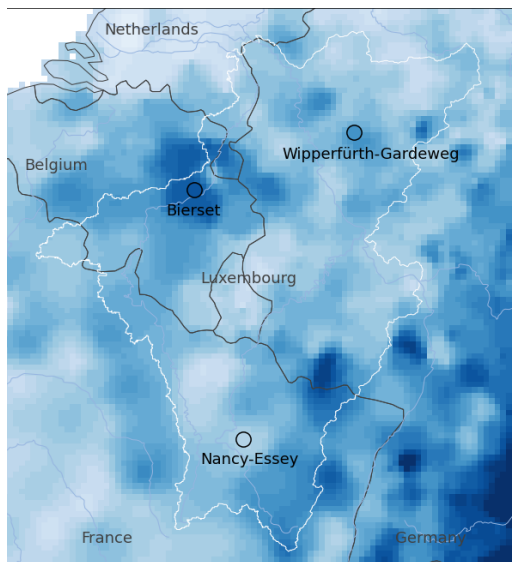 Netherlands
Wipperfürth-Gardeweg
Belgium
Bierset
Luxembourg
Nancy-Essey
France
Germany